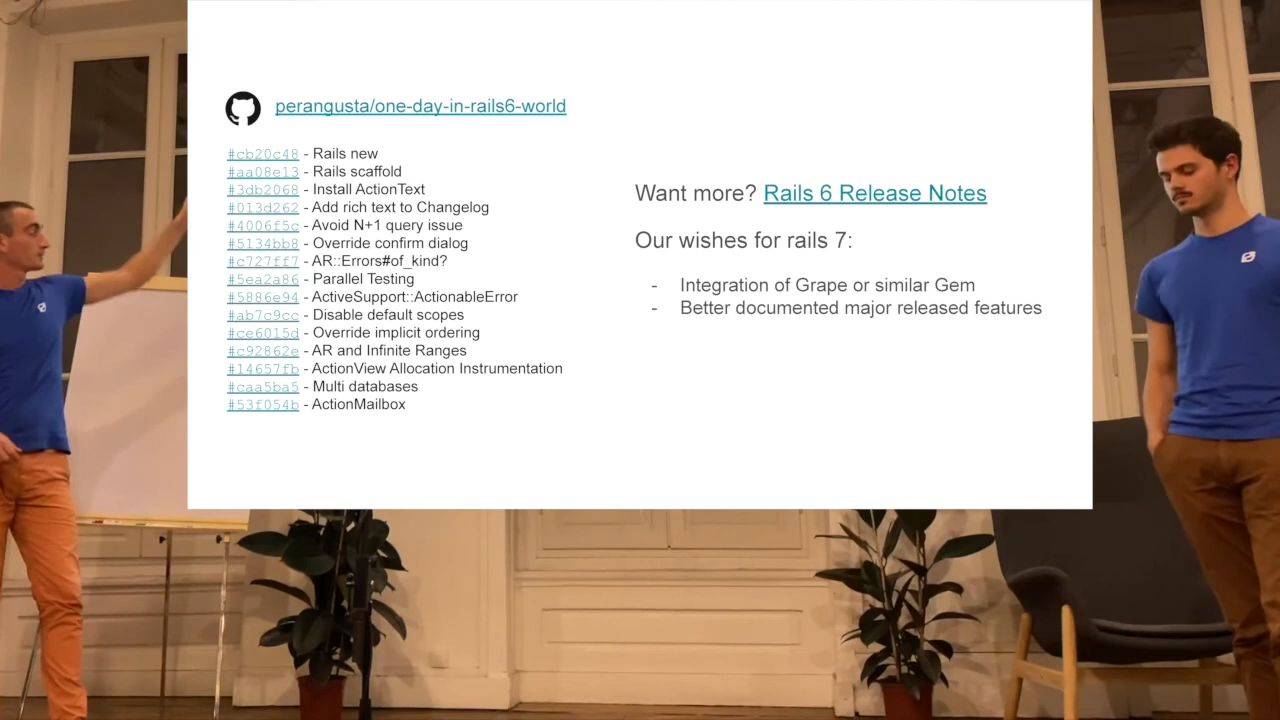 perangusta/one-day-in-rails6-world
#cb20c48 - Rails new
#aa08e13 - Rails scaffold
#3db2068 - Install ActionText
#013d262 - Add rich text to Changelog
#4006f5c - Avoid N+1 query issue
#5134bb8 - Override confirm dialog
#c727ff7 - AR::Errors#of_kind?
#5ea2a86 - Parallel Testing
#5886e94 - ActiveSupport::ActionableError
#ab7c9cc - Disable default scopes
#ce6015d - Override implicit ordering
#c92862e - AR and Infinite Ranges
#14657fb - ActionView Allocation Instrumentation
#caa5ba5 - Multi databases
#53f054b - ActionMailbox
Want more? Rails 6 Release Notes
Our wishes for rails 7:
- Integration of Grape or similar Gem
- Better documented major released features